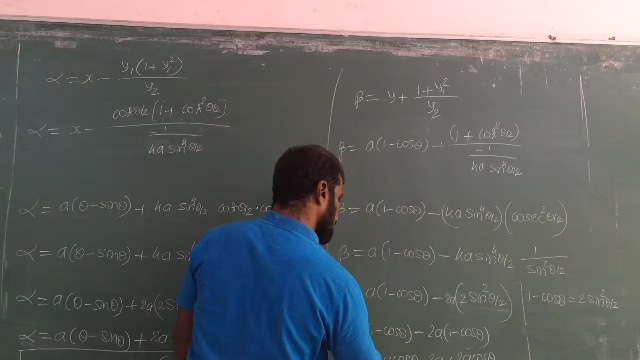 α = x − y₁(1+y₁²)/y₂
α = x − cotθ/2 (1+cot²θ/2) / (−1/(4a sin⁴θ/2))
α = a(θ−sinθ) + 4a sin⁴θ/2 cotθ/2 · co
α = a(θ−sinθ) + 4a
α = a(θ−sinθ) + 2a(2Si
α = a(θ−sinθ) + 2a
β = y + (1+y₁²)/y₂
β = a(1−cosθ) + (1+cot²θ/2) / (−1/(4a sin⁴θ/2))
β = a(1−cosθ) − (4a sin⁴θ/2)(cosec²θ/2)
β = a(1−cosθ) − 4a sin⁴θ/2 · 1/(sin²θ/2)
a(1−cosθ) − 2a(2sin²θ/2)
1−cosθ = 2sin²θ/2
−cosθ) − 2a(1−cosθ)